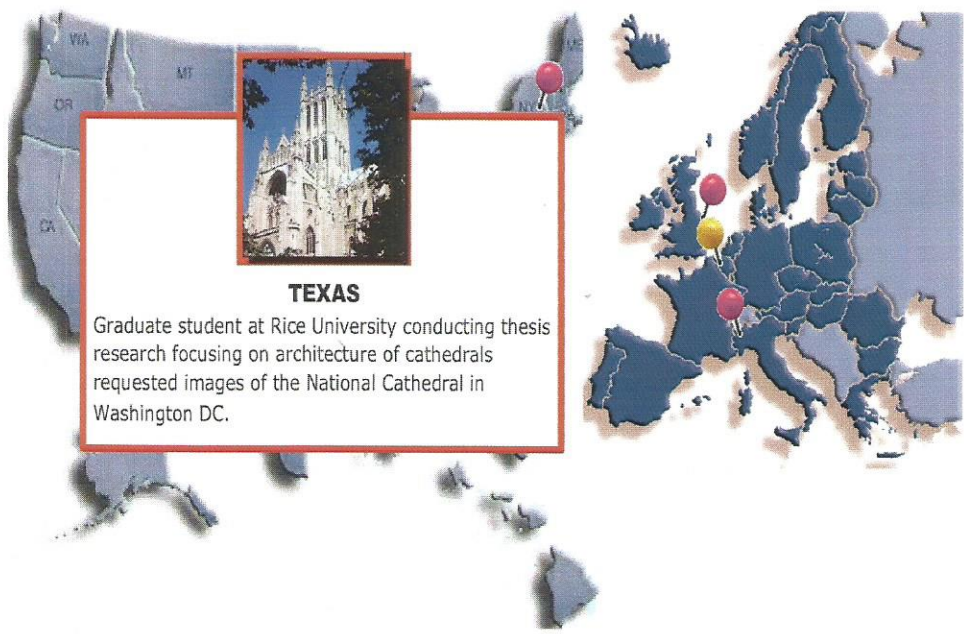 WA
MT
OR
NY
CA
TEXAS
Graduate student at Rice University conducting thesis
research focusing on architecture of cathedrals
requested images of the National Cathedral in
Washington DC.